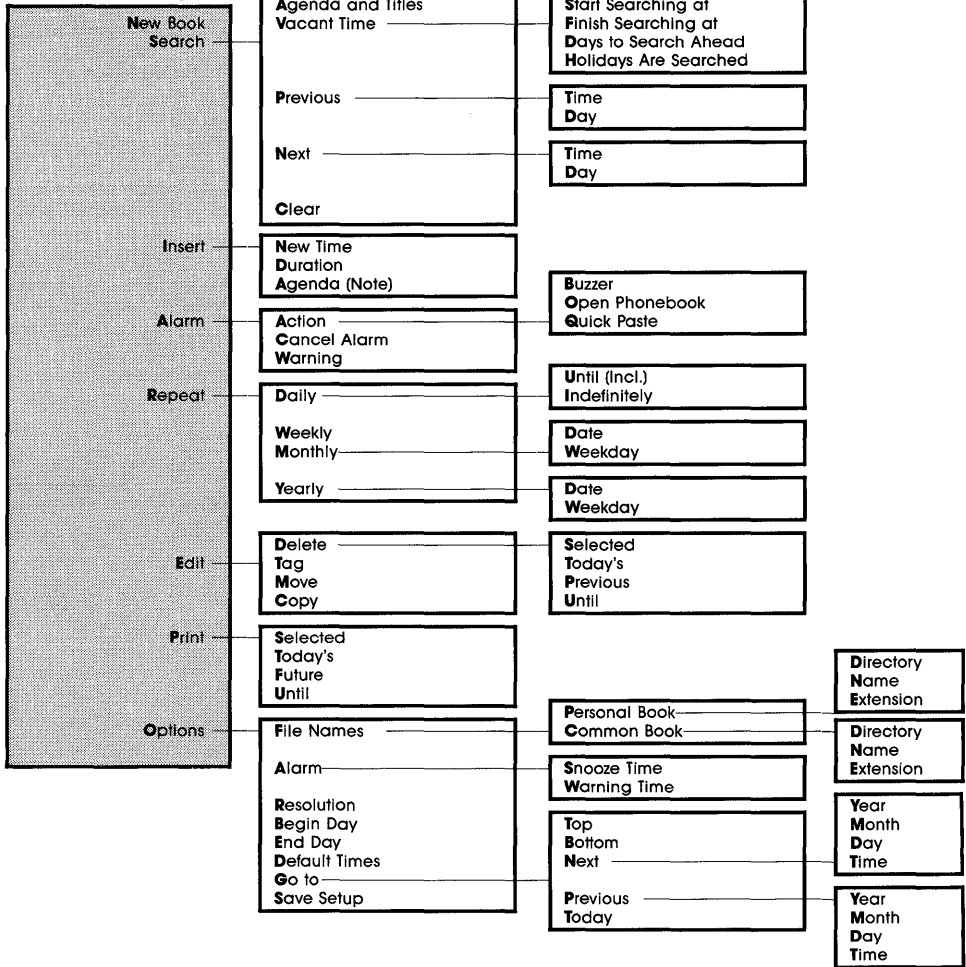 New Book
Search
Insert
Alarm
Repeat
Edit
Print
Options
Agenda and Titles
Vacant Time
Previous
Next
Clear
New Time
Duration
Agenda (Note)
Action
Cancel Alarm
Warning
Daily
Weekly
Monthly
Yearly
Delete
Tag
Move
Copy
Selected
Today's
Future
Until
File Names
Alarm
Resolution
Begin Day
End Day
Default Times
Go to
Save Setup
Start Searching at
Finish Searching at
Days to Search Ahead
Holidays Are Searched
Time
Day
Time
Day
Buzzer
Open Phonebook
Quick Paste
Until (Incl.)
Indefinitely
Date
Weekday
Date
Weekday
Selected
Today's
Previous
Until
Personal Book
Common Book
Snooze Time
Warning Time
Top
Bottom
Next
Previous
Today
Directory
Name
Extension
Directory
Name
Extension
Year
Month
Day
Time
Year
Month
Day
Time